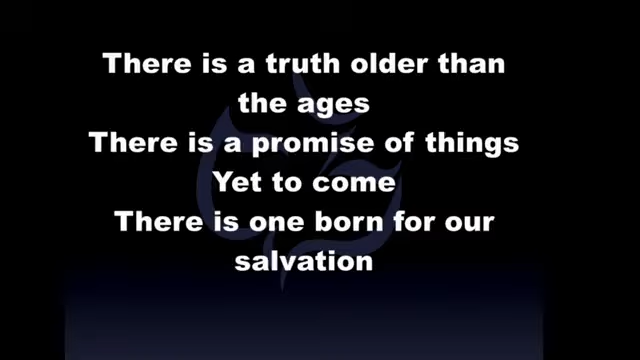 There is a truth older than
the ages
There is a promise of things
Yet to come
There is one born for our
salvation